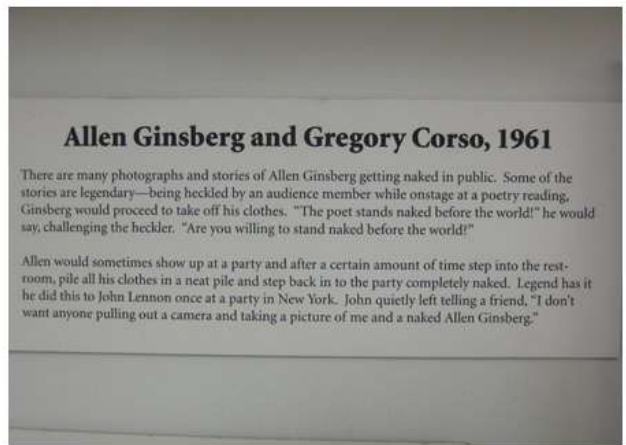 Allen Ginsberg and Gregory Corso, 1961
There are many photographs and stories of Allen Ginsberg getting naked in public.  Some of the
stories are legendary—being heckled by an audience member while onstage at a poetry reading,
Ginsberg would proceed to take off his clothes.  "The poet stands naked before the world!" he would
say, challenging the heckler.  "Are you willing to stand naked before the world?"
Allen would sometimes show up at a party and after a certain amount of time step into the rest-
room, pile all his clothes in a neat pile and step back in to the party completely naked.  Legend has it
he did this to John Lennon once at a party in New York.  John quietly left telling a friend, "I don't
want anyone pulling out a camera and taking a picture of me and a naked Allen Ginsberg."